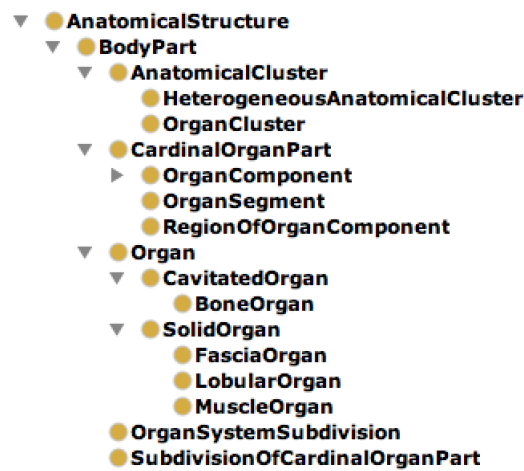 AnatomicalStructure
BodyPart
AnatomicalCluster
HeterogeneousAnatomicalCluster
OrganCluster
CardinalOrganPart
OrganComponent
OrganSegment
RegionOfOrganComponent
Organ
CavitatedOrgan
BoneOrgan
SolidOrgan
FasciaOrgan
LobularOrgan
MuscleOrgan
OrganSystemSubdivision
SubdivisionOfCardinalOrganPart